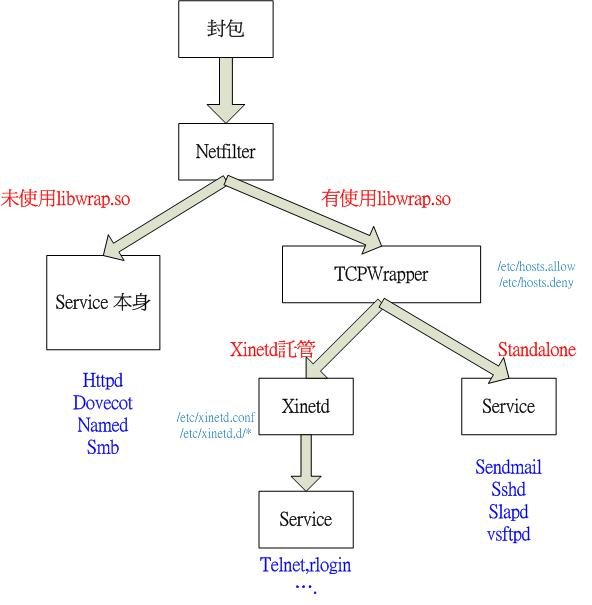 封包
Netfilter
未使用libwrap.so
有使用libwrap.so
Service 本身
TCPWrapper
/etc/hosts.allow
/etc/hosts.deny
Httpd
Dovecot
Named
Smb
Xinetd託管
Standalone
/etc/xinetd.conf
/etc/xinetd.d/*
Xinetd
Service
Sendmail
Sshd
Slapd
vsftpd
Service
Telnet,rlogin
….